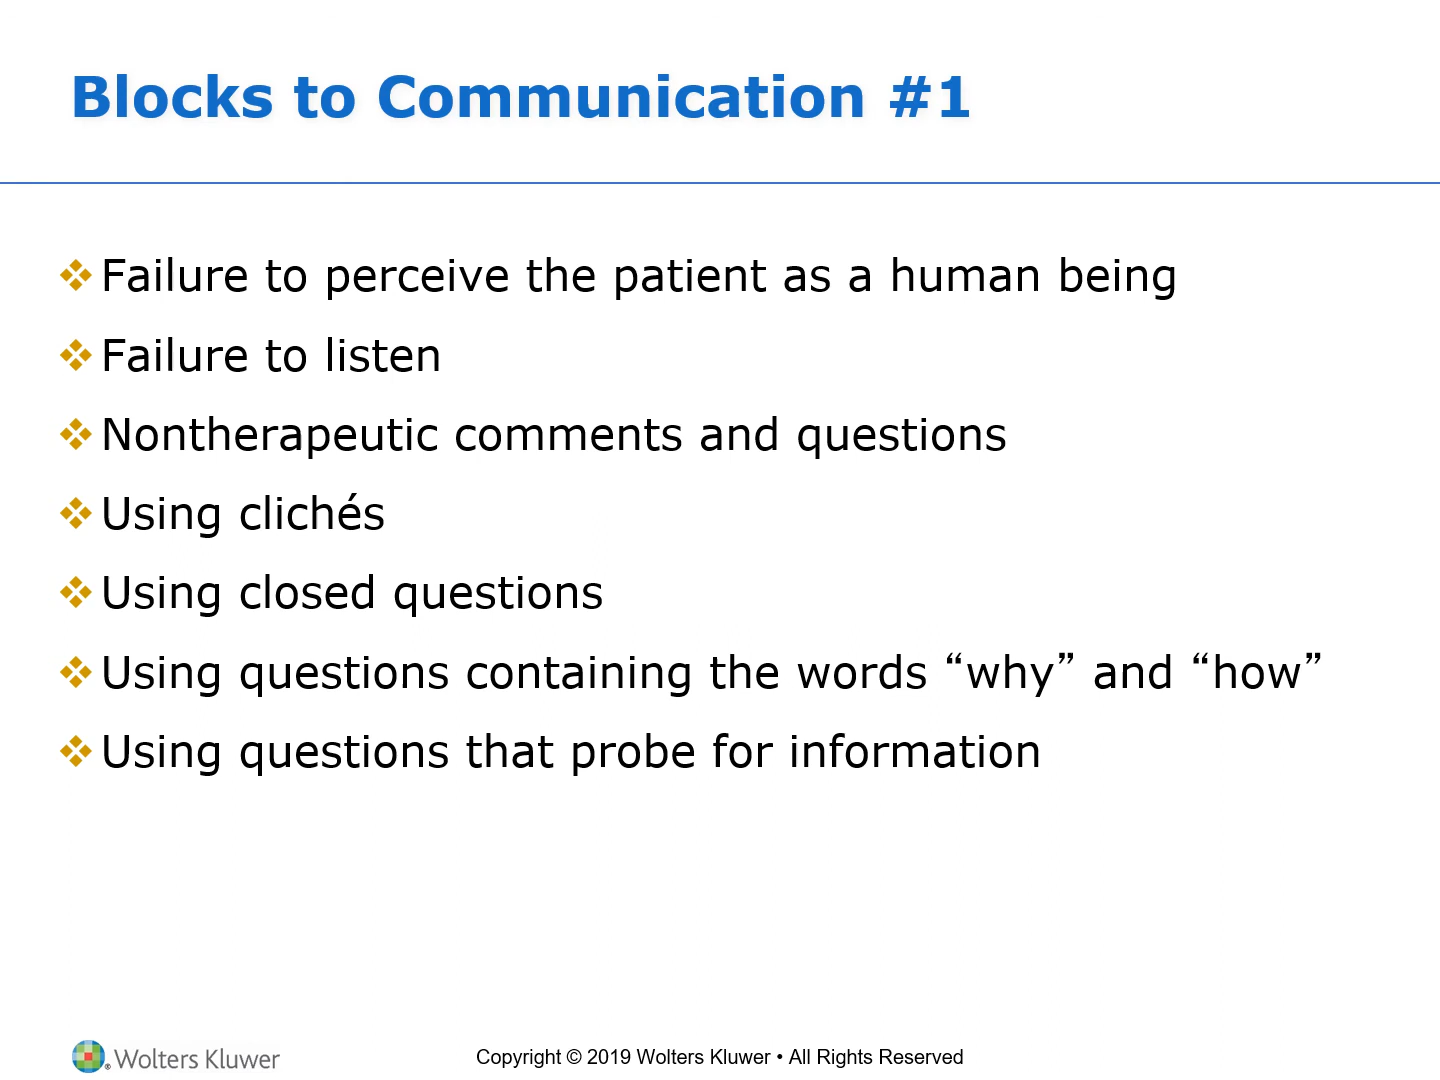 Blocks to Communication #1
❖Failure to perceive the patient as a human being
❖Failure to listen
❖Nontherapeutic comments and questions
❖Using clichés
❖Using closed questions
❖Using questions containing the words “why” and “how”
❖Using questions that probe for information
® Wolters Kluwer
Copyright © 2019 Wolters Kluwer • All Rights Reserved